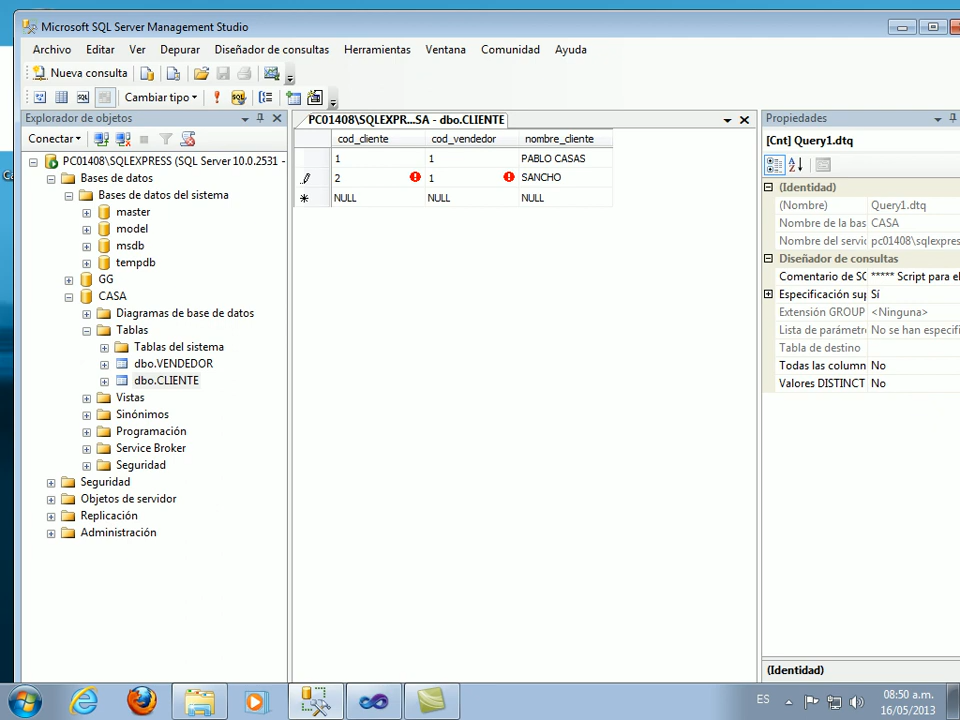 Microsoft SQL Server Management Studio
Archivo Editar Ver Depurar Diseñador de consultas Herramientas Ventana Comunidad Ayuda
Nueva consulta
Cambiar tipo
Explorador de objetos
Conectar
PC01408\SQLEXPRESS (SQL Server 10.0.2531 -
Bases de datos
Bases de datos del sistema
master
model
msdb
tempdb
GG
CASA
Diagramas de base de datos
Tablas
Tablas del sistema
dbo.VENDEDOR
dbo.CLIENTE
Vistas
Sinónimos
Programación
Service Broker
Seguridad
Seguridad
Objetos de servidor
Replicación
Administración
PC01408\SQLEXPR...SA - dbo.CLIENTE
cod_cliente cod_vendedor nombre_cliente
1 1 PABLO CASAS
2 1 SANCHO
NULL NULL NULL
Propiedades
[Cnt] Query1.dtq
(Identidad)
(Nombre) Query1.dtq
Nombre de la bas CASA
Nombre del servic pc01408\sqlexpres
Diseñador de consultas
Comentario de SQ ***** Script para el
Especificación sup Sí
Extensión GROUP <Ninguna>
Lista de parámetro No se han especifi
Tabla de destino
Todas las column No
Valores DISTINCT No
(Identidad)
ES
08:50 a.m.
16/05/2013